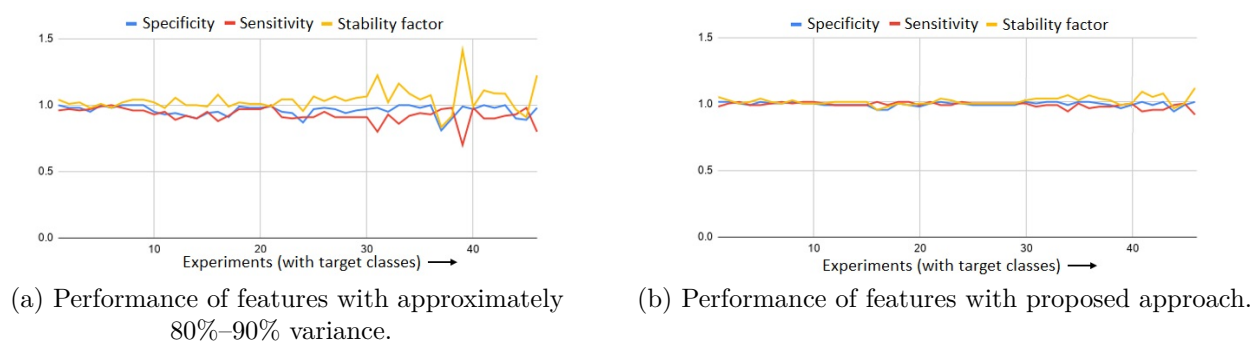 Specificity Sensitivity Stability factor
1.5
1.0
0.5
0.0
10 20 30 40
Experiments (with target classes)
(a) Performance of features with approximately
80%–90% variance.
Specificity Sensitivity Stability factor
1.5
1.0
0.5
0.0
10 20 30 40
Experiments (with target classes)
(b) Performance of features with proposed approach.